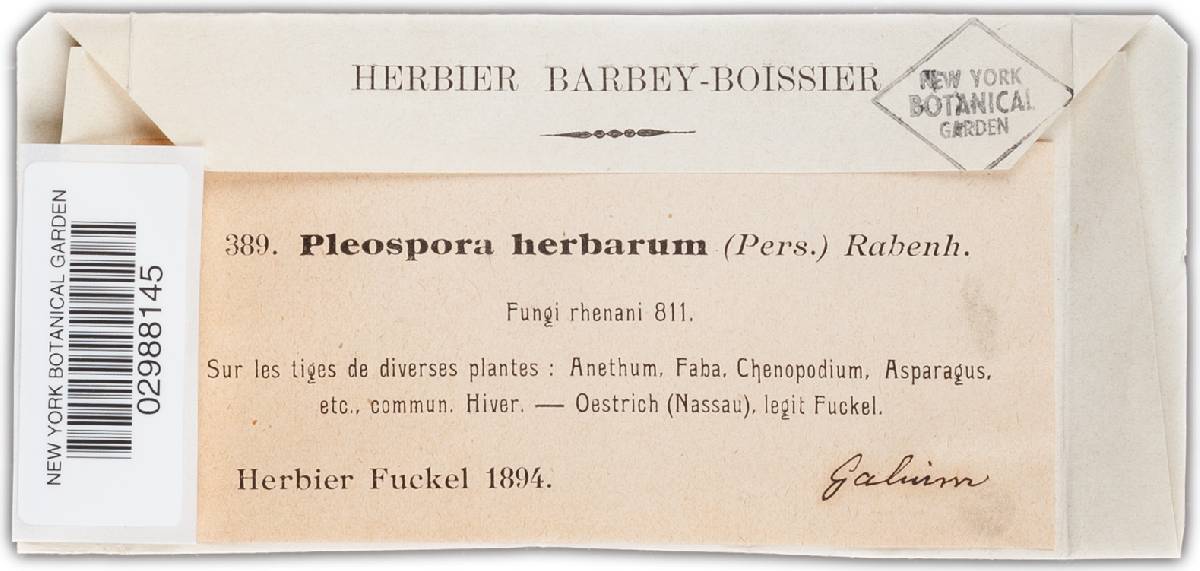 HERBIER BARBEY-BOISSIER
NEW YORK
BOTANICAL
GARDEN
NEW YORK BOTANICAL GARDEN
02988145
389. Pleospora herbarum (Pers.) Rabenh.
Fungi rhenani 811.
Sur les tiges de diverses plantes : Anethum, Faba, Chenopodium, Asparagus,
etc., commun. Hiver. — Oestrich (Nassau), legit Fuckel.
Herbier Fuckel 1894.
Galium